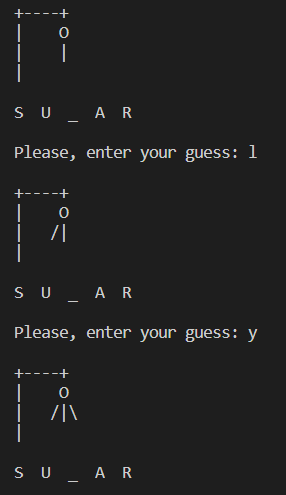 +----+
|    O
|    |
|
S U _ A R
Please, enter your guess: l
+----+
|    O
|   /|
|
S U _ A R
Please, enter your guess: y
+----+
|    O
|   /|\
|
S U _ A R